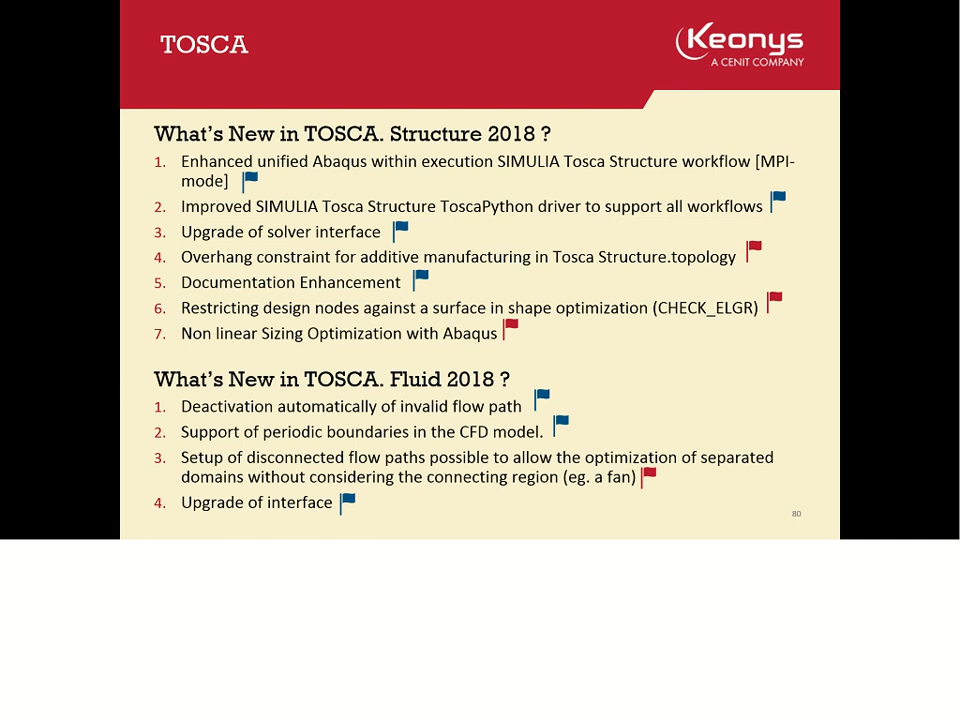 TOSCA
Keonys
A CENIT COMPANY
What's New in TOSCA. Structure 2018 ?
1. Enhanced unified Abaqus within execution SIMULIA Tosca Structure workflow [MPI-
mode]
2. Improved SIMULIA Tosca Structure ToscaPython driver to support all workflows
3. Upgrade of solver interface
4. Overhang constraint for additive manufacturing in Tosca Structure.topology
5. Documentation Enhancement
6. Restricting design nodes against a surface in shape optimization (CHECK_ELGR)
7. Non linear Sizing Optimization with Abaqus
What's New in TOSCA. Fluid 2018 ?
1. Deactivation automatically of invalid flow path
2. Support of periodic boundaries in the CFD model.
3. Setup of disconnected flow paths possible to allow the optimization of separated
domains without considering the connecting region (eg. a fan)
4. Upgrade of interface
80